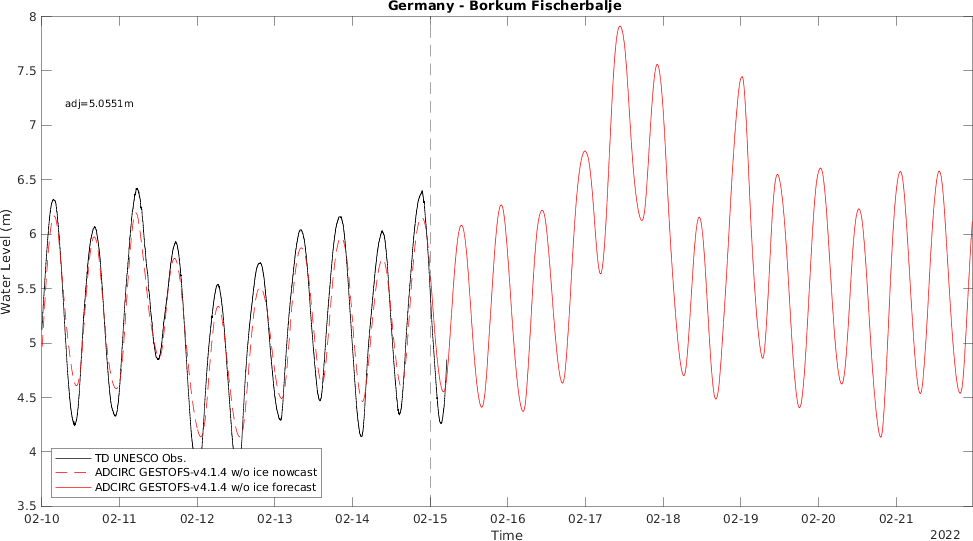 Germany - Borkum Fischerbalje
8
7.5
adj=5.0551m
7
6.5
6
Water Level (m)
5.5
5
4.5
4
3.5
TD UNESCO Obs.
ADCIRC GESTOFS-v4.1.4 w/o ice nowcast
ADCIRC GESTOFS-v4.1.4 w/o ice forecast
02-10 02-11 02-12 02-13 02-14 02-15 02-16 02-17 02-18 02-19 02-20 02-21
Time
2022